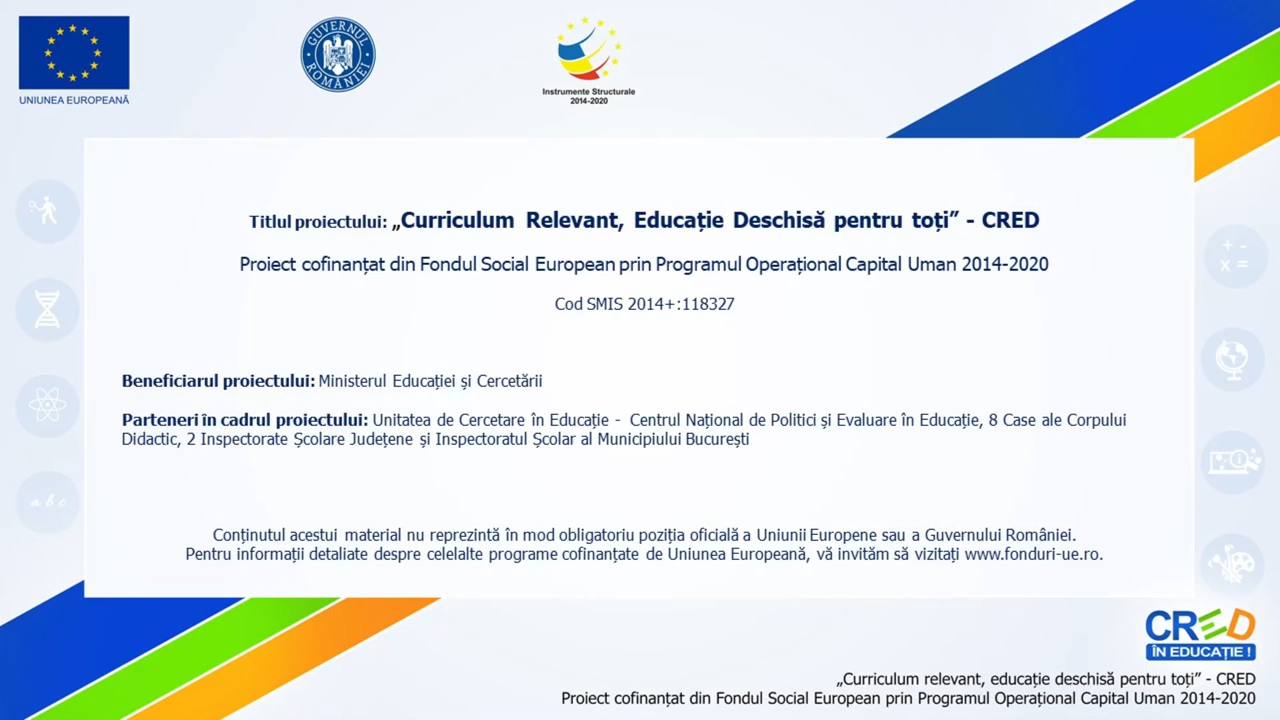 UNIUNEA EUROPEANĂ
GUVERNUL ROMÂNIEI
Instrumente Structurale
2014-2020
Titlul proiectului: „Curriculum Relevant, Educație Deschisă pentru toți” - CRED
Proiect cofinanțat din Fondul Social European prin Programul Operațional Capital Uman 2014-2020
Cod SMIS 2014+:118327
Beneficiarul proiectului: Ministerul Educației și Cercetării
Parteneri în cadrul proiectului: Unitatea de Cercetare în Educație - Centrul Național de Politici și Evaluare în Educație, 8 Case ale Corpului
Didactic, 2 Inspectorate Școlare Județene și Inspectoratul Școlar al Municipiului București
Conținutul acestui material nu reprezintă în mod obligatoriu poziția oficială a Uniunii Europene sau a Guvernului României.
Pentru informații detaliate despre celelalte programe cofinanțate de Uniunea Europeană, vă invităm să vizitați www.fonduri-ue.ro.
+ -
x =
a b c
CRED
ÎN EDUCAȚIE !
„Curriculum relevant, educație deschisă pentru toți” - CRED
Proiect cofinanțat din Fondul Social European prin Programul Operațional Capital Uman 2014-2020